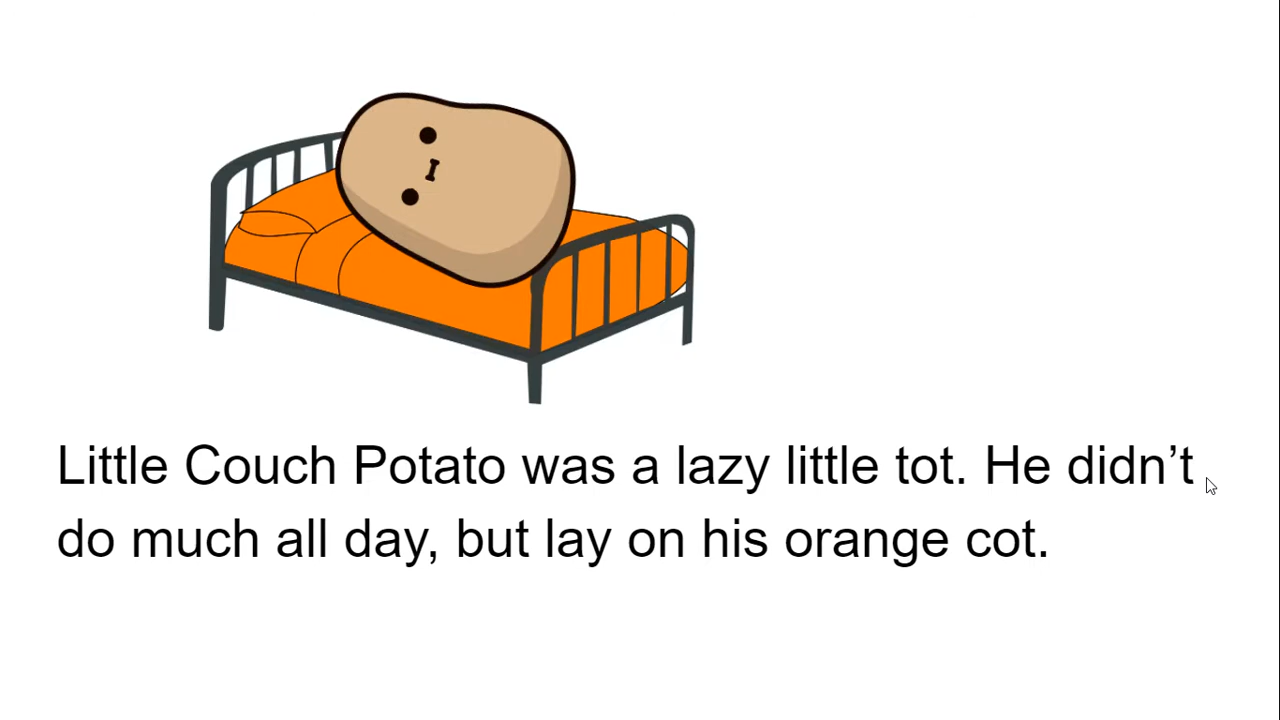 Little Couch Potato was a lazy little tot. He didn’t
do much all day, but lay on his orange cot.